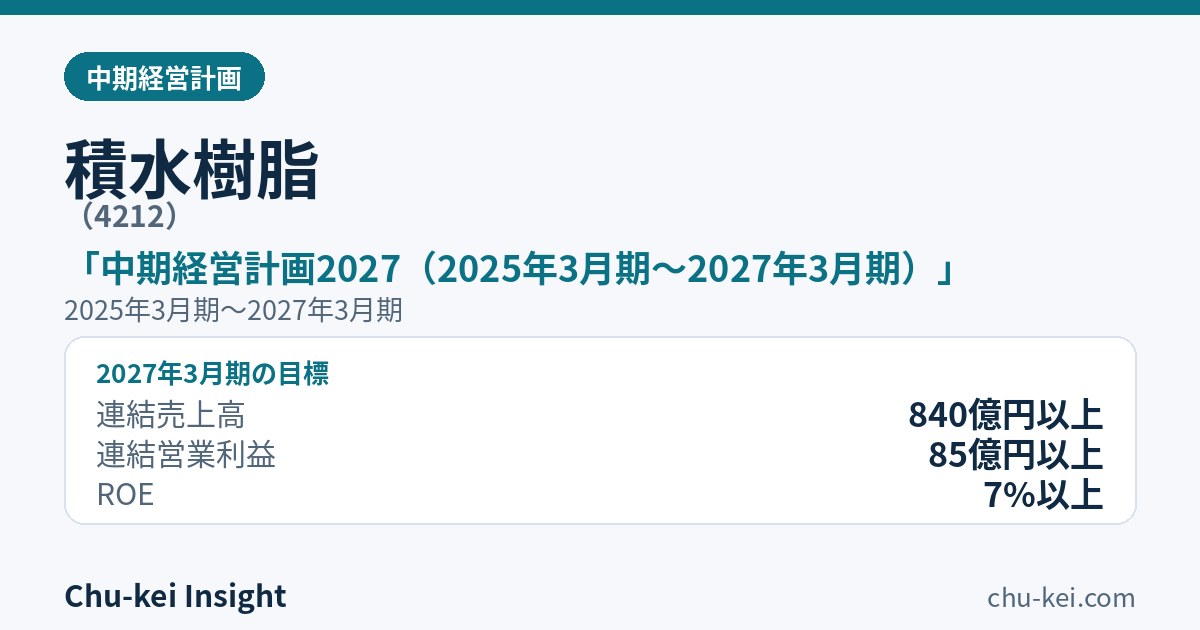 中期経営計画
積水樹脂
（4212）
「中期経営計画2027（2025年3月期～2027年3月期）」
2025年3月期～2027年3月期
2027年3月期の目標
連結売上高 840億円以上
連結営業利益 85億円以上
ROE 7%以上
Chu-kei Insight chu-kei.com